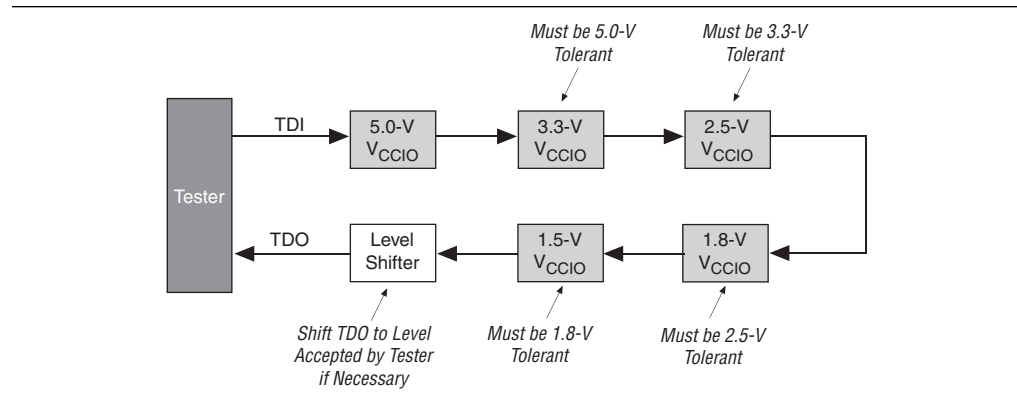 Must be 5.0-V
Tolerant
Must be 3.3-V
Tolerant
TDI
5.0-V
VCCIO
3.3-V
VCCIO
2.5-V
VCCIO
Tester
TDO
Level
Shifter
1.5-V
VCCIO
1.8-V
VCCIO
Shift TDO to Level
Accepted by Tester
if Necessary
Must be 1.8-V
Tolerant
Must be 2.5-V
Tolerant